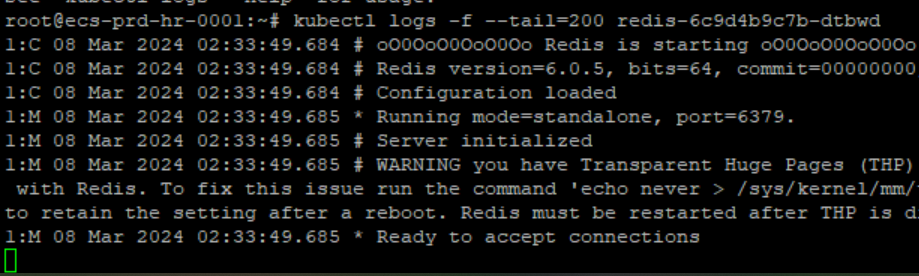 root@ecs-prd-hr-0001:~# kubectl logs -f --tail=200 redis-6c9d4b9c7b-dtbwd
1:C 08 Mar 2024 02:33:49.684 # oO0OoO0OoO0Oo Redis is starting oO0OoO0OoO0Oo
1:C 08 Mar 2024 02:33:49.684 # Redis version=6.0.5, bits=64, commit=00000000
1:C 08 Mar 2024 02:33:49.684 # Configuration loaded
1:M 08 Mar 2024 02:33:49.685 * Running mode=standalone, port=6379.
1:M 08 Mar 2024 02:33:49.685 # Server initialized
1:M 08 Mar 2024 02:33:49.685 # WARNING you have Transparent Huge Pages (THP)
with Redis. To fix this issue run the command 'echo never > /sys/kernel/mm/
to retain the setting after a reboot. Redis must be restarted after THP is d
1:M 08 Mar 2024 02:33:49.685 * Ready to accept connections